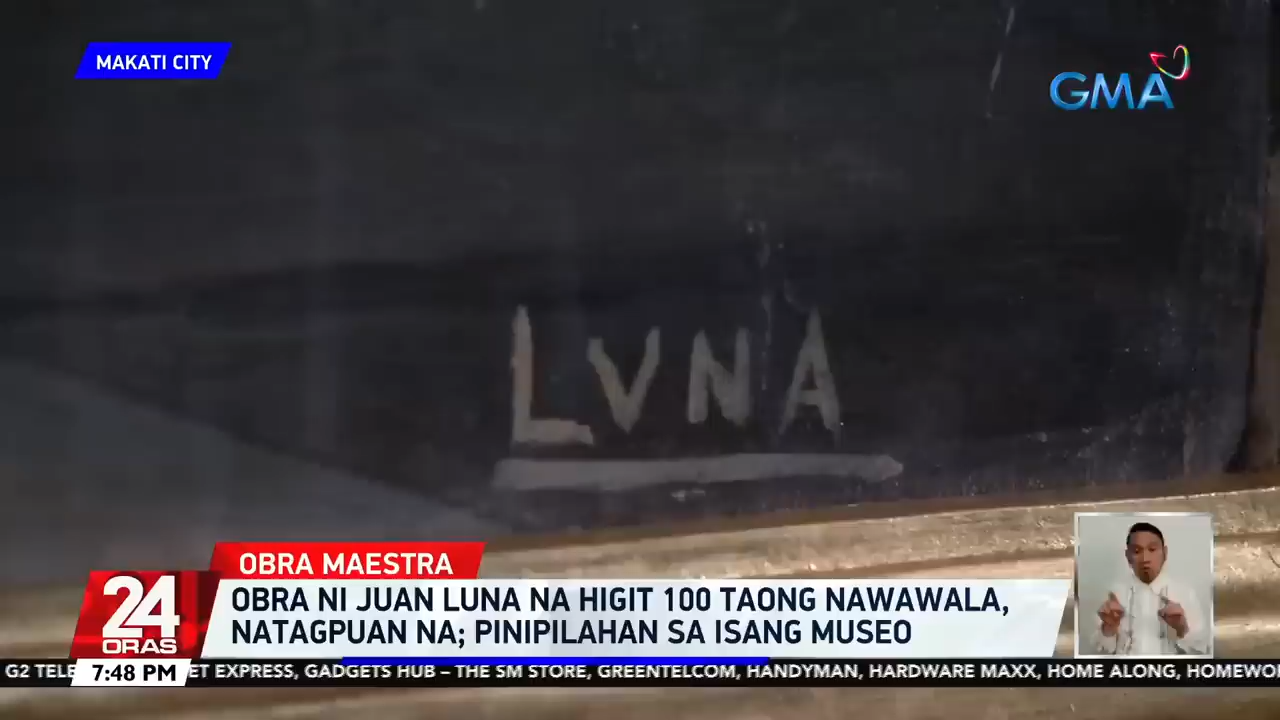 MAKATI CITY
GMA
LVNA
OBRA MAESTRA
24
ORAS
OBRA NI JUAN LUNA NA HIGIT 100 TAONG NAWAWALA,
NATAGPUAN NA; PINIPILAHAN SA ISANG MUSEO
7:48 PM
G2 ET EXPRESS, GADGETS HUB – THE SM STORE, GREENTELCOM, HANDYMAN, HARDWARE MAXX, HOME ALONG,